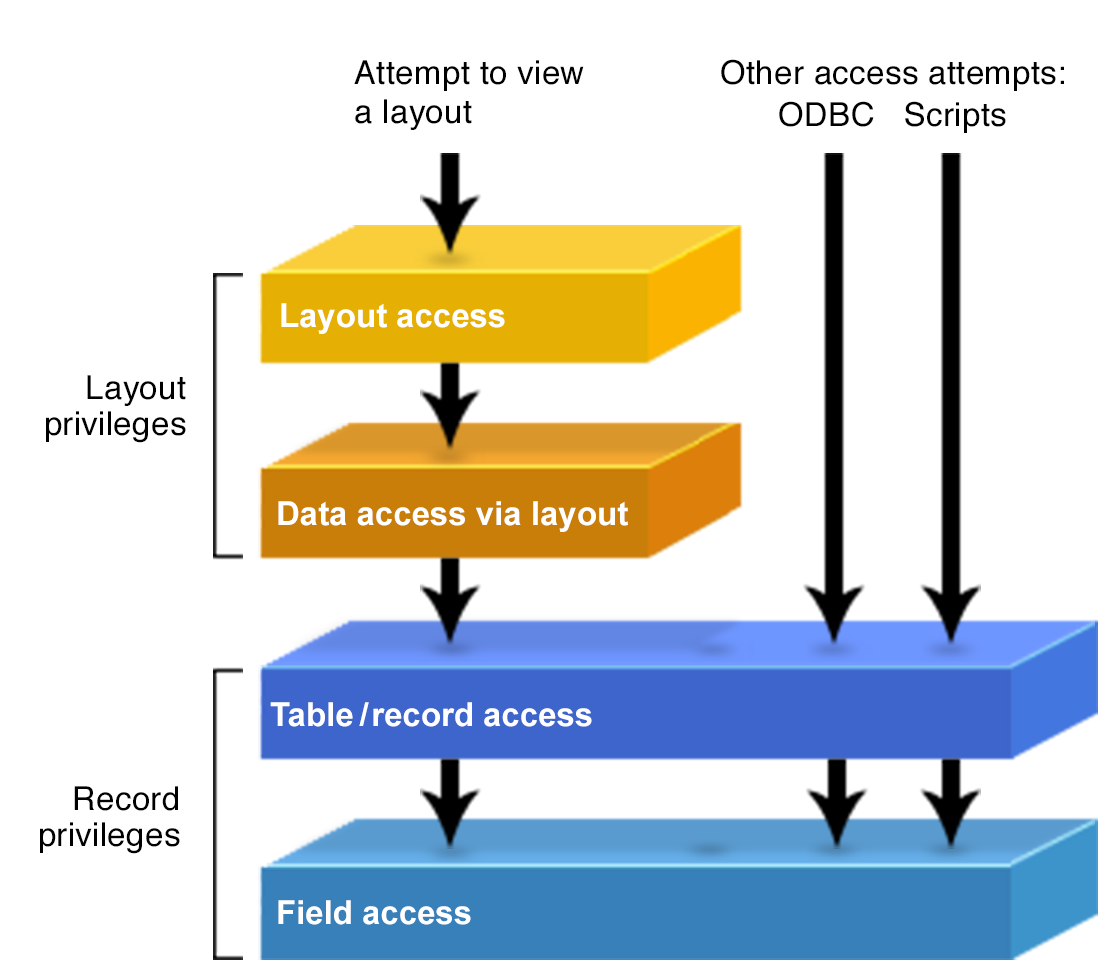 Attempt to view
a layout
Other access attempts:
ODBC Scripts
Layout access
Layout
privileges
Data access via layout
Table/record access
Record
privileges
Field access